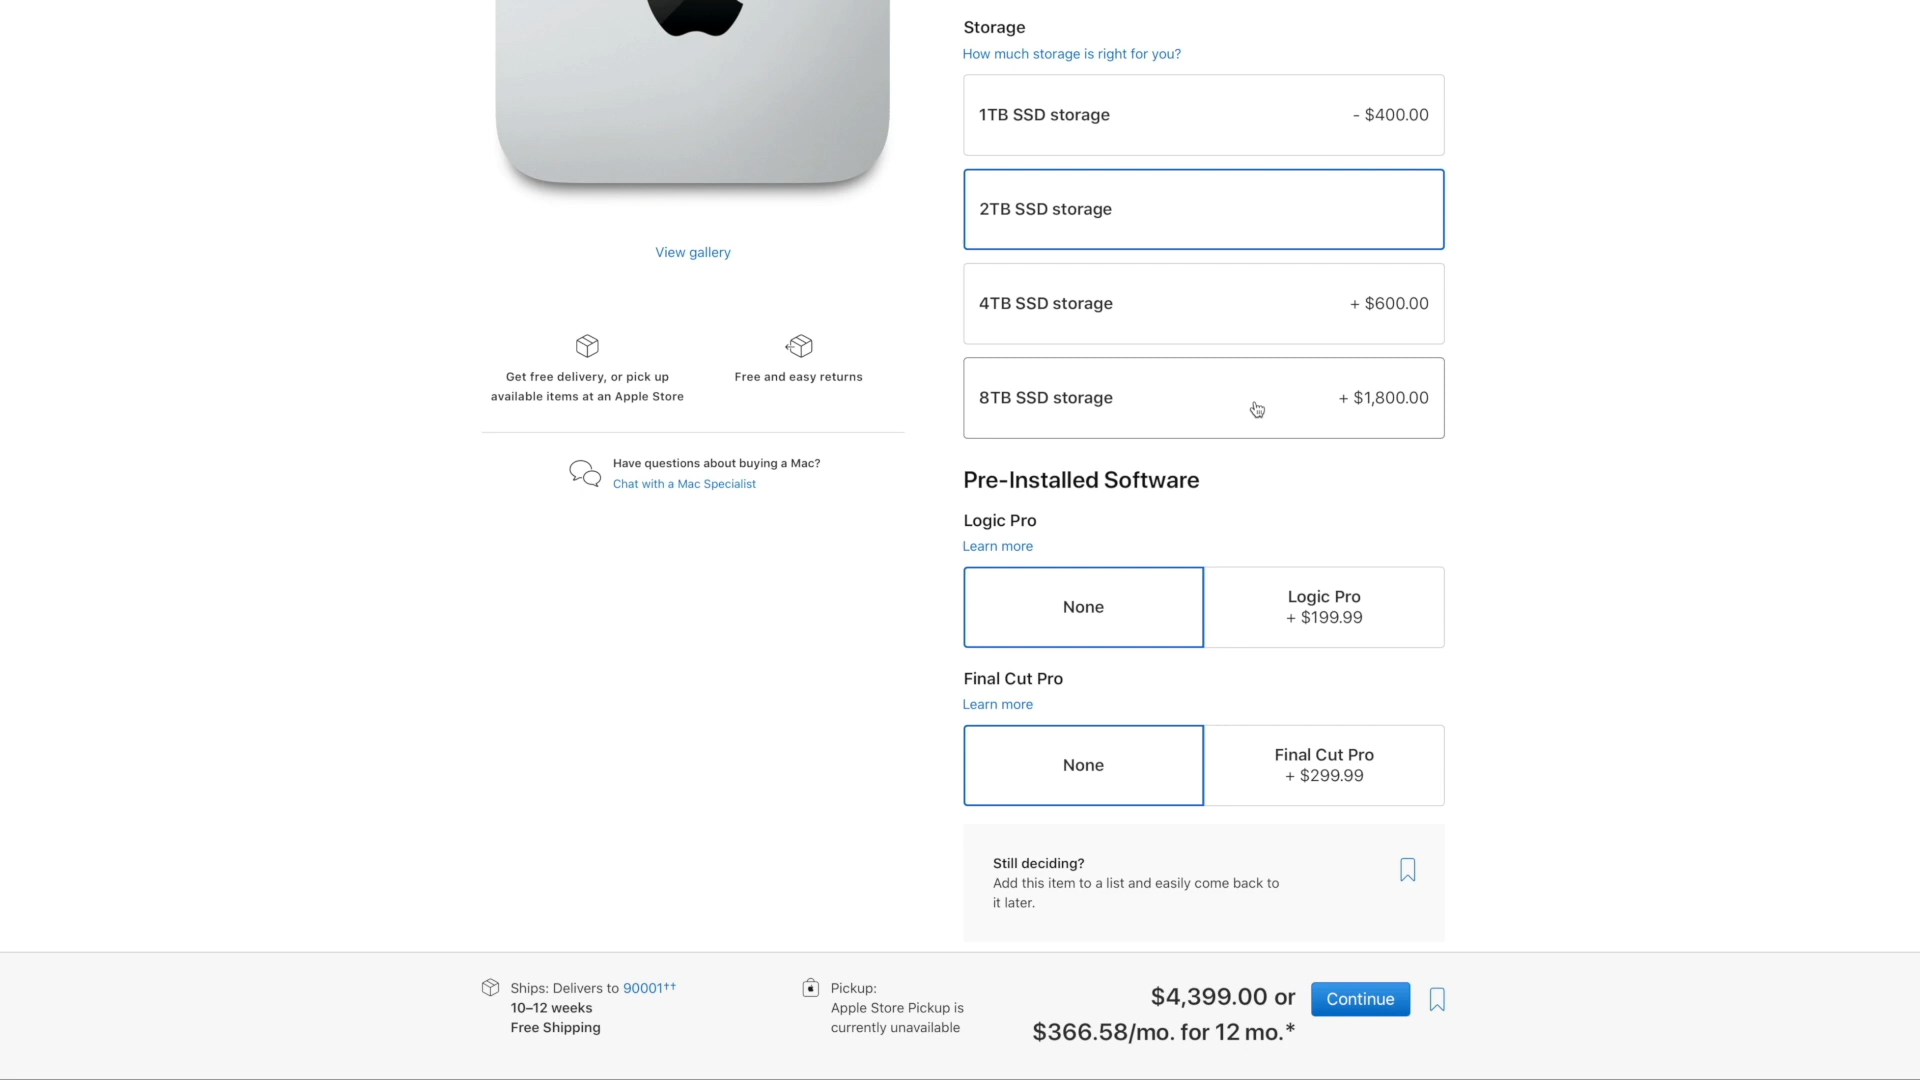 Storage
How much storage is right for you?
1TB SSD storage - $400.00
2TB SSD storage
View gallery
4TB SSD storage + $600.00
Get free delivery, or pick up
available items at an Apple Store
Free and easy returns
8TB SSD storage + $1,800.00
Have questions about buying a Mac?
Chat with a Mac Specialist
Pre-Installed Software
Logic Pro
Learn more
None
Logic Pro
+ $199.99
Final Cut Pro
Learn more
None
Final Cut Pro
+ $299.99
Still deciding?
Add this item to a list and easily come back to
it later.
Ships: Delivers to 90001††
10–12 weeks
Free Shipping
Pickup:
Apple Store Pickup is
currently unavailable
$4,399.00 or
$366.58/mo. for 12 mo.*
Continue